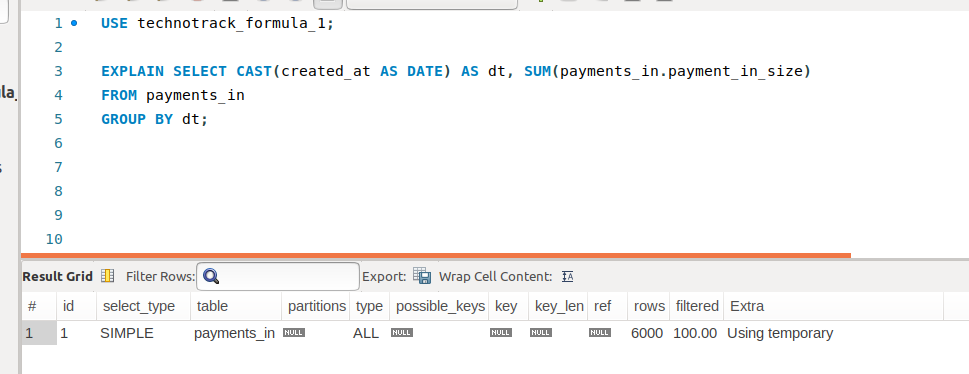 1 USE technotrack_formula_1;
2
3 EXPLAIN SELECT CAST(created_at AS DATE) AS dt, SUM(payments_in.payment_in_size)
4 FROM payments_in
5 GROUP BY dt;
6
7
8
9
10
ula_
s
Result Grid Filter Rows: Export: Wrap Cell Content: IA
# id select_type table partitions type possible_keys key key_len ref rows filtered Extra
1 1 SIMPLE payments_in NULL ALL NULL NULL NULL NULL 6000 100.00 Using temporary